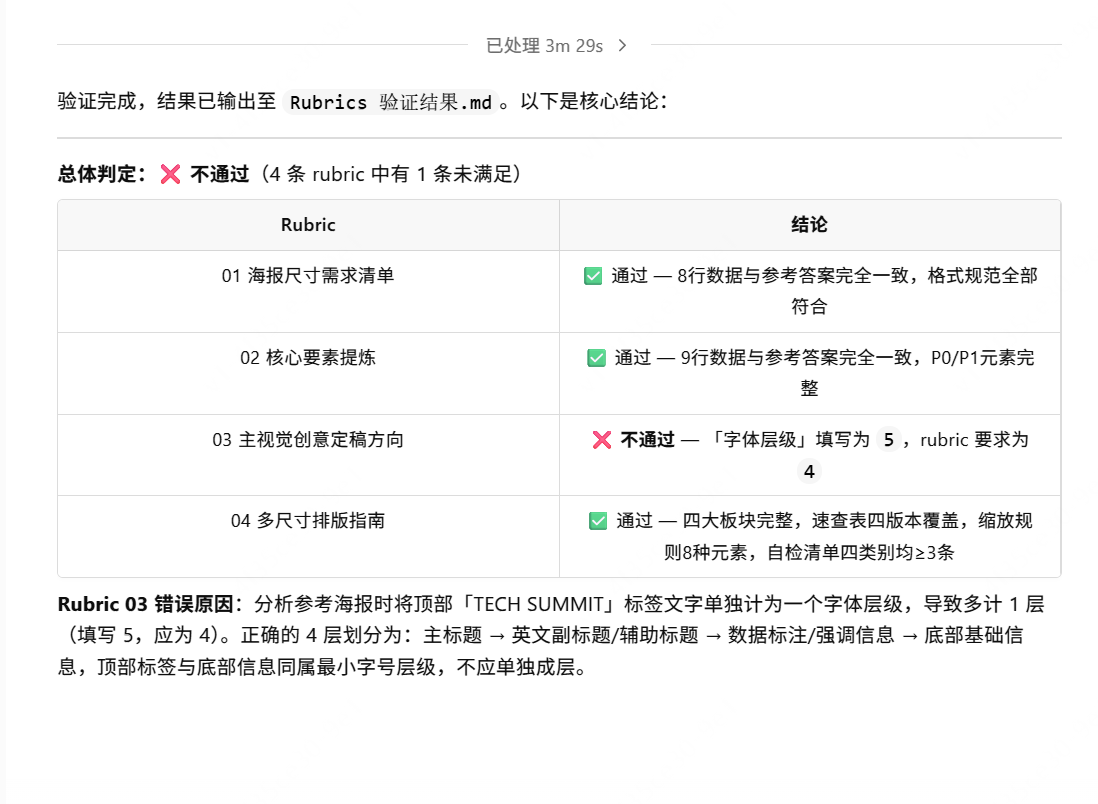 已处理 3m 29s
验证完成，结果已输出至 Rubrics 验证结果.md 。以下是核心结论：
总体判定：❌ 不通过（4 条 rubric 中有 1 条未满足）
Rubric 结论
01 海报尺寸需求清单 ✅ 通过 — 8行数据与参考答案完全一致，格式规范全部
符合
02 核心要素提炼 ✅ 通过 — 9行数据与参考答案完全一致，P0/P1元素完
整
03 主视觉创意定稿方向 ❌ 不通过 — 「字体层级」填写为 5 ，rubric 要求为
4
04 多尺寸排版指南 ✅ 通过 — 四大板块完整，速查表四版本覆盖，缩放规
则8种元素，自检清单四类别均≥3条
Rubric 03 错误原因：分析参考海报时将顶部「TECH SUMMIT」标签文字单独计为一个字体层级，导致多计 1 层
（填写 5，应为 4）。正确的 4 层划分为：主标题 → 英文副标题/辅助标题 → 数据标注/强调信息 → 底部基础信
息，顶部标签与底部信息同属最小字号层级，不应单独成层。